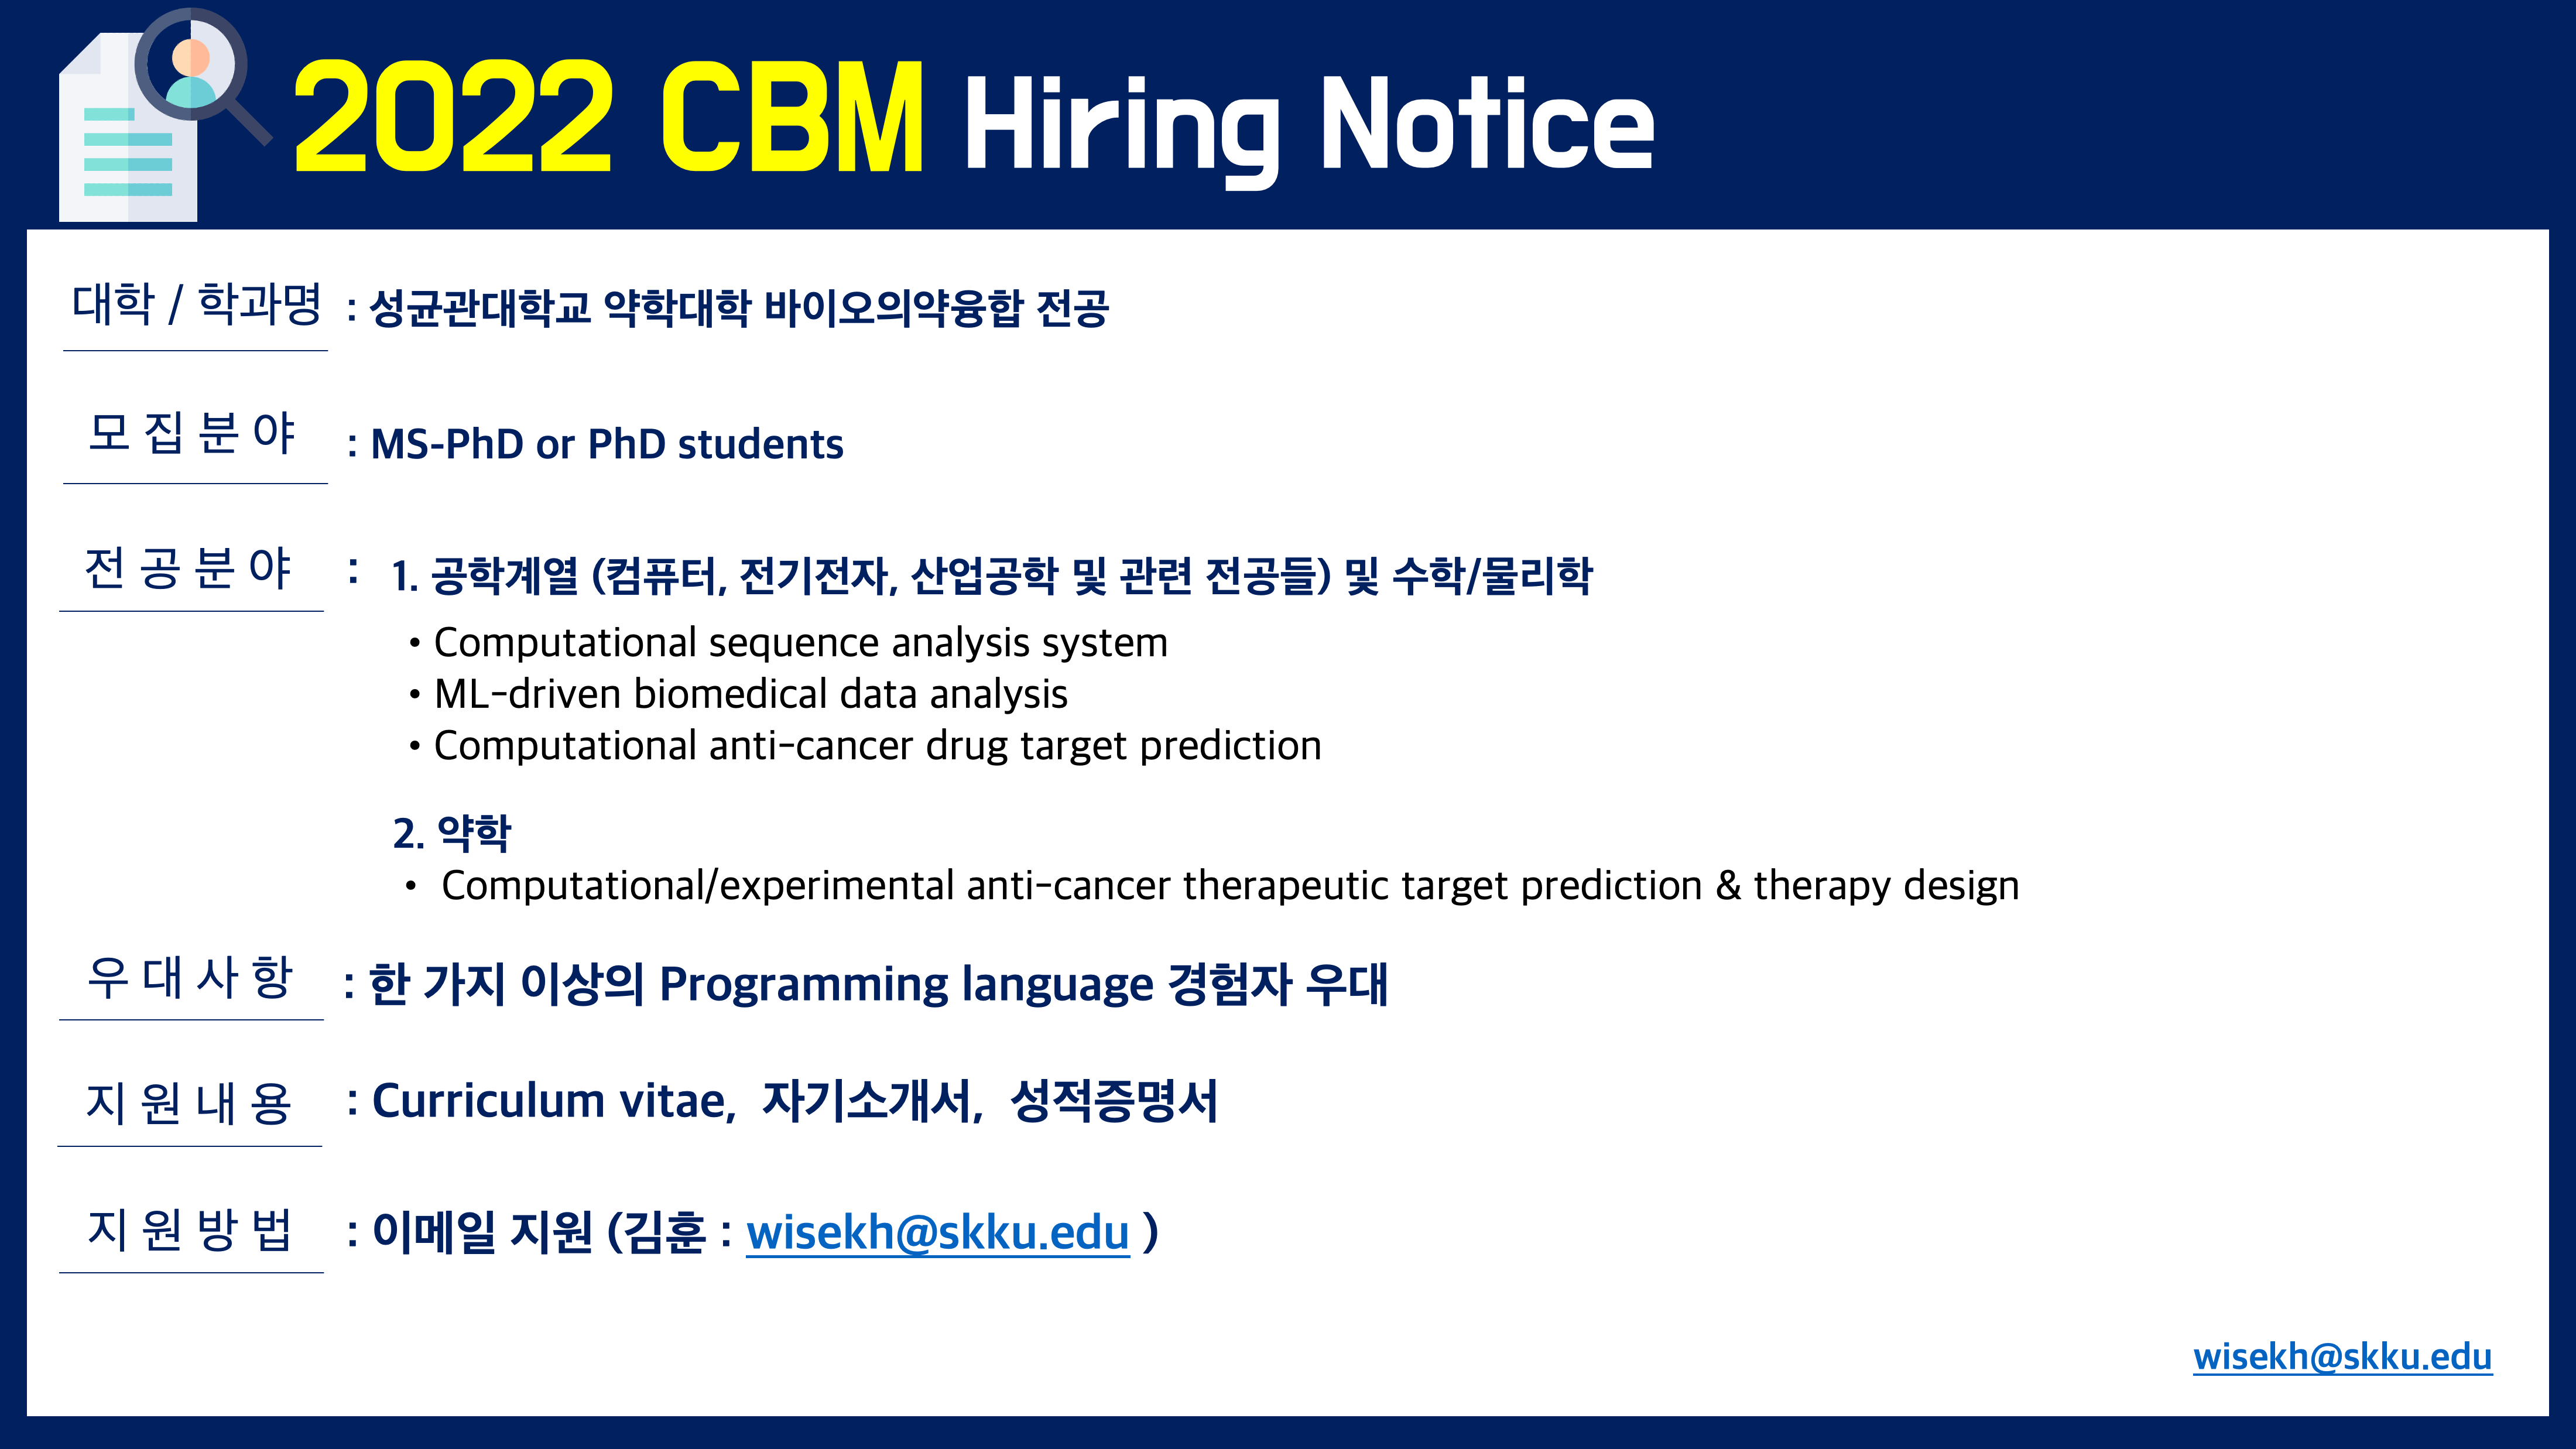 2022 CBM Hiring Notice
대학 / 학과명 : 성균관대학교 약학대학 바이오의약융합 전공
모집분야 : MS-PhD or PhD students
전공분야 : 1. 공학계열 (컴퓨터, 전기전자, 산업공학 및 관련 전공들) 및 수학/물리학
• Computational sequence analysis system
• ML-driven biomedical data analysis
• Computational anti-cancer drug target prediction
2. 약학
• Computational/experimental anti-cancer therapeutic target prediction & therapy design
우대사항 : 한 가지 이상의 Programming language 경험자 우대
지원내용 : Curriculum vitae, 자기소개서, 성적증명서
지원방법 : 이메일 지원 (김훈 : wisekh@skku.edu )
wisekh@skku.edu